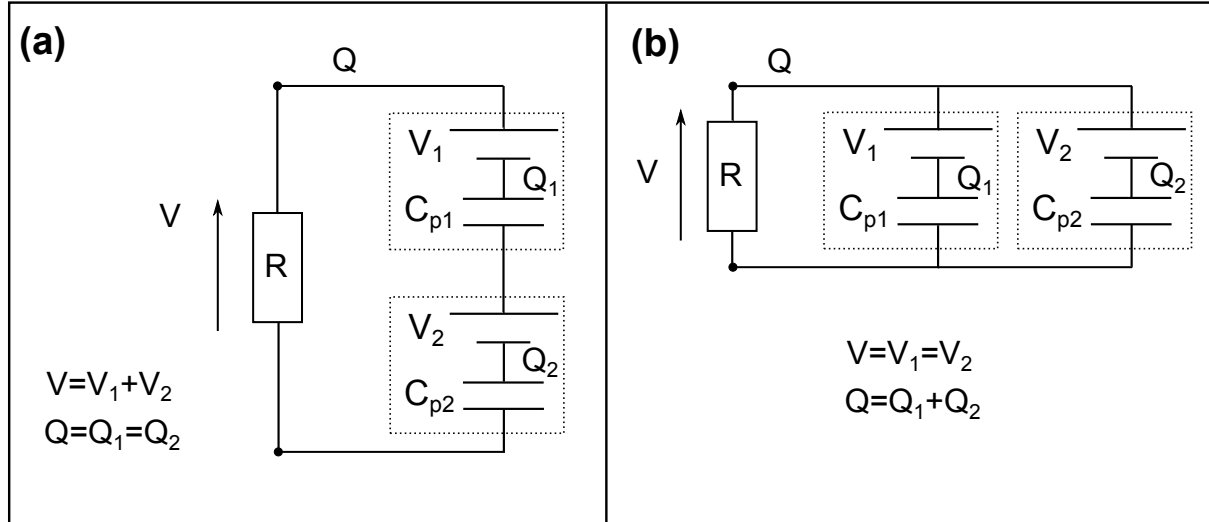 (a)
Q
V₁
Q₁
Cₚ₁
V
R
V₂
Q₂
Cₚ₂
V=V₁+V₂
Q=Q₁=Q₂
(b)
Q
V
R
V₁
Q₁
Cₚ₁
V₂
Q₂
Cₚ₂
V=V₁=V₂
Q=Q₁+Q₂